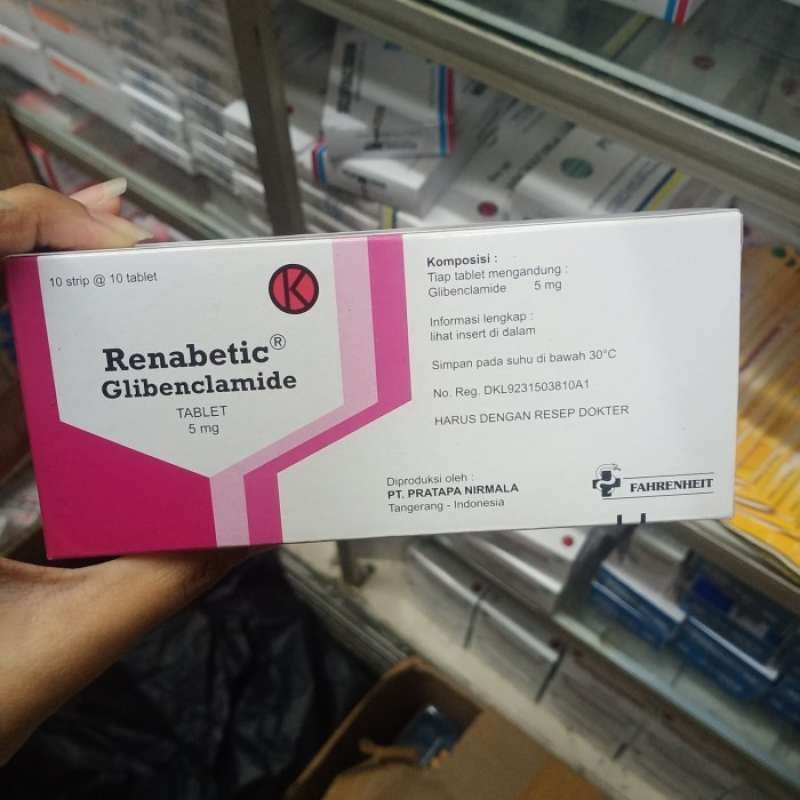 10 strip @ 10 tablet
K
Renabetic®
Glibenclamide
TABLET
5 mg
Komposisi :
Tiap tablet mengandung :
Glibenclamide 5 mg
Informasi lengkap :
lihat insert di dalam
Simpan pada suhu di bawah 30°C
No. Reg. DKL9231503810A1
HARUS DENGAN RESEP DOKTER
Diproduksi oleh :
PT. PRATAPA NIRMALA
Tangerang - Indonesia
FAHRENHEIT